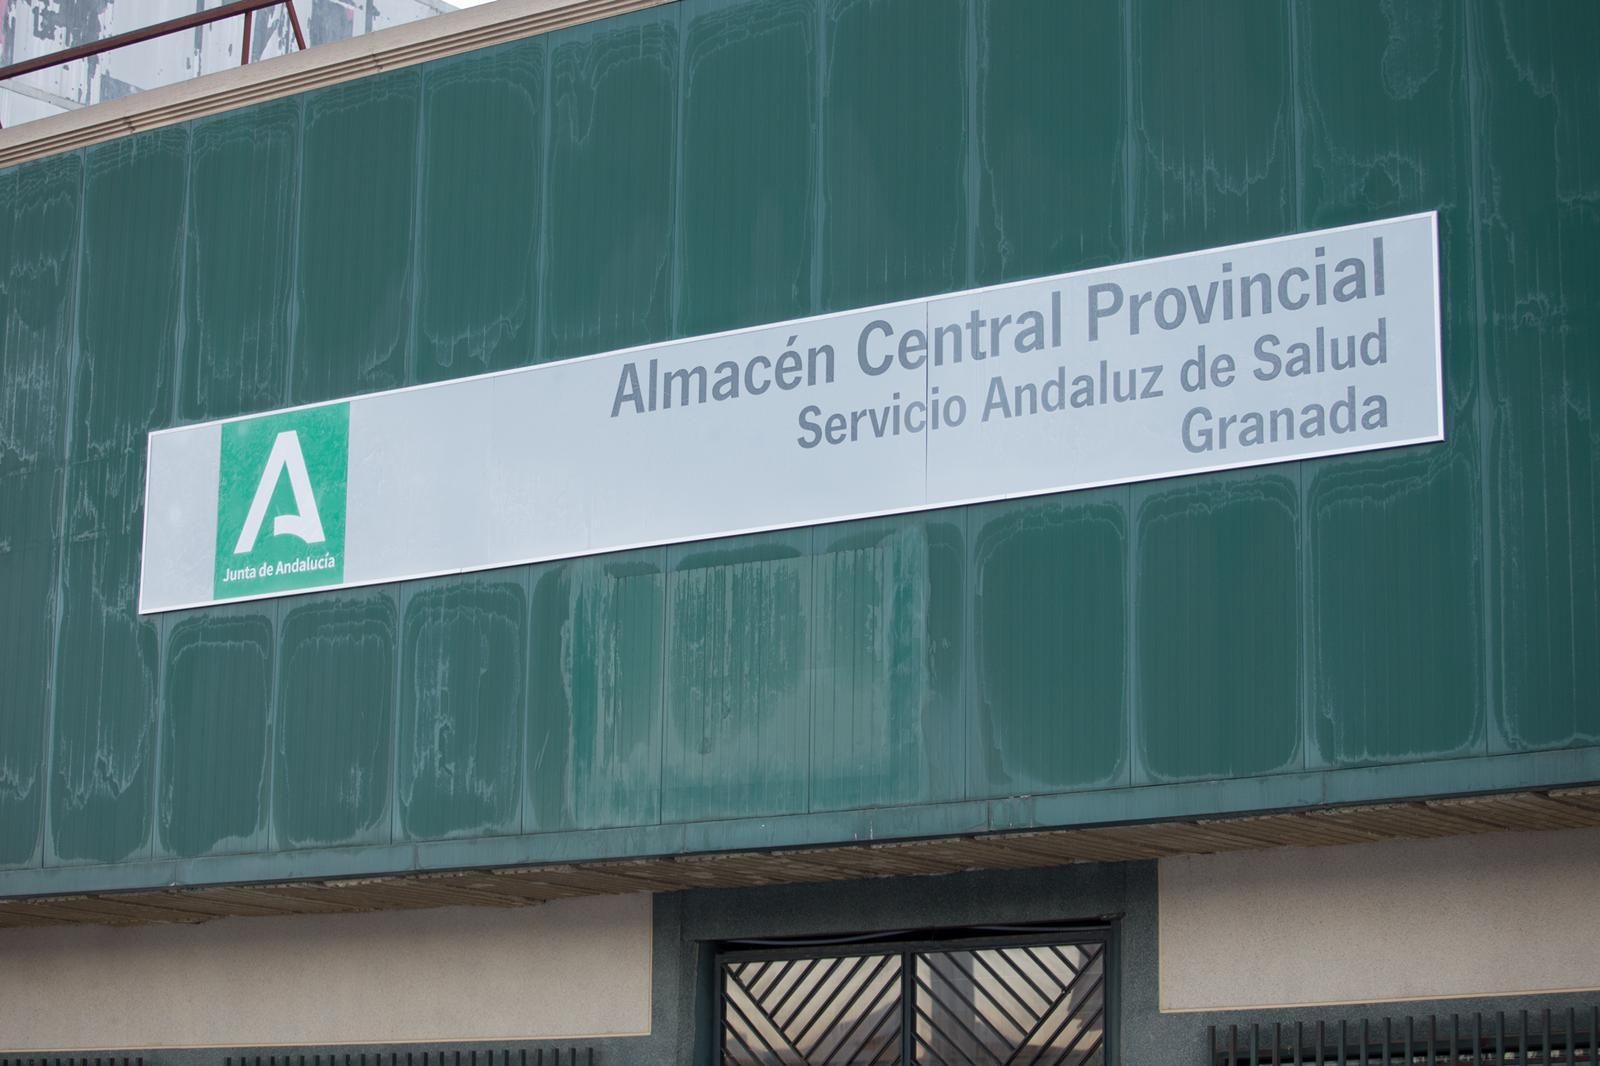 Almacén Central Provincial
Servicio Andaluz de Salud
Granada
Junta de Andalucía